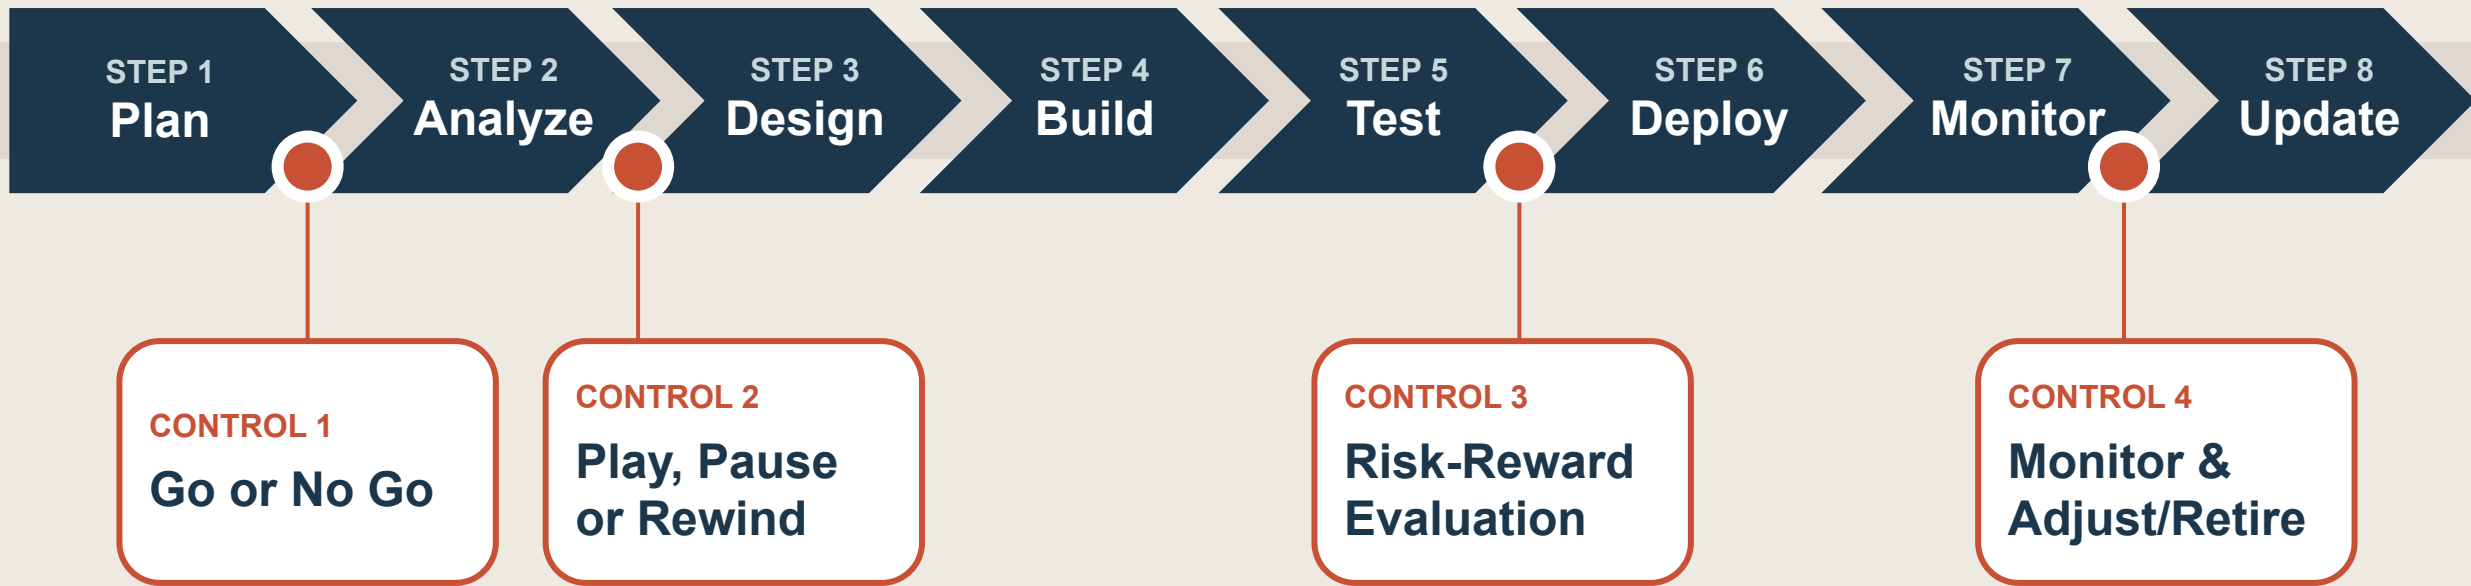 STEP 1
Plan
STEP 2
Analyze
STEP 3
Design
STEP 4
Build
STEP 5
Test
STEP 6
Deploy
STEP 7
Monitor
STEP 8
Update
CONTROL 1
Go or No Go
CONTROL 2
Play, Pause
or Rewind
CONTROL 3
Risk-Reward
Evaluation
CONTROL 4
Monitor &
Adjust/Retire